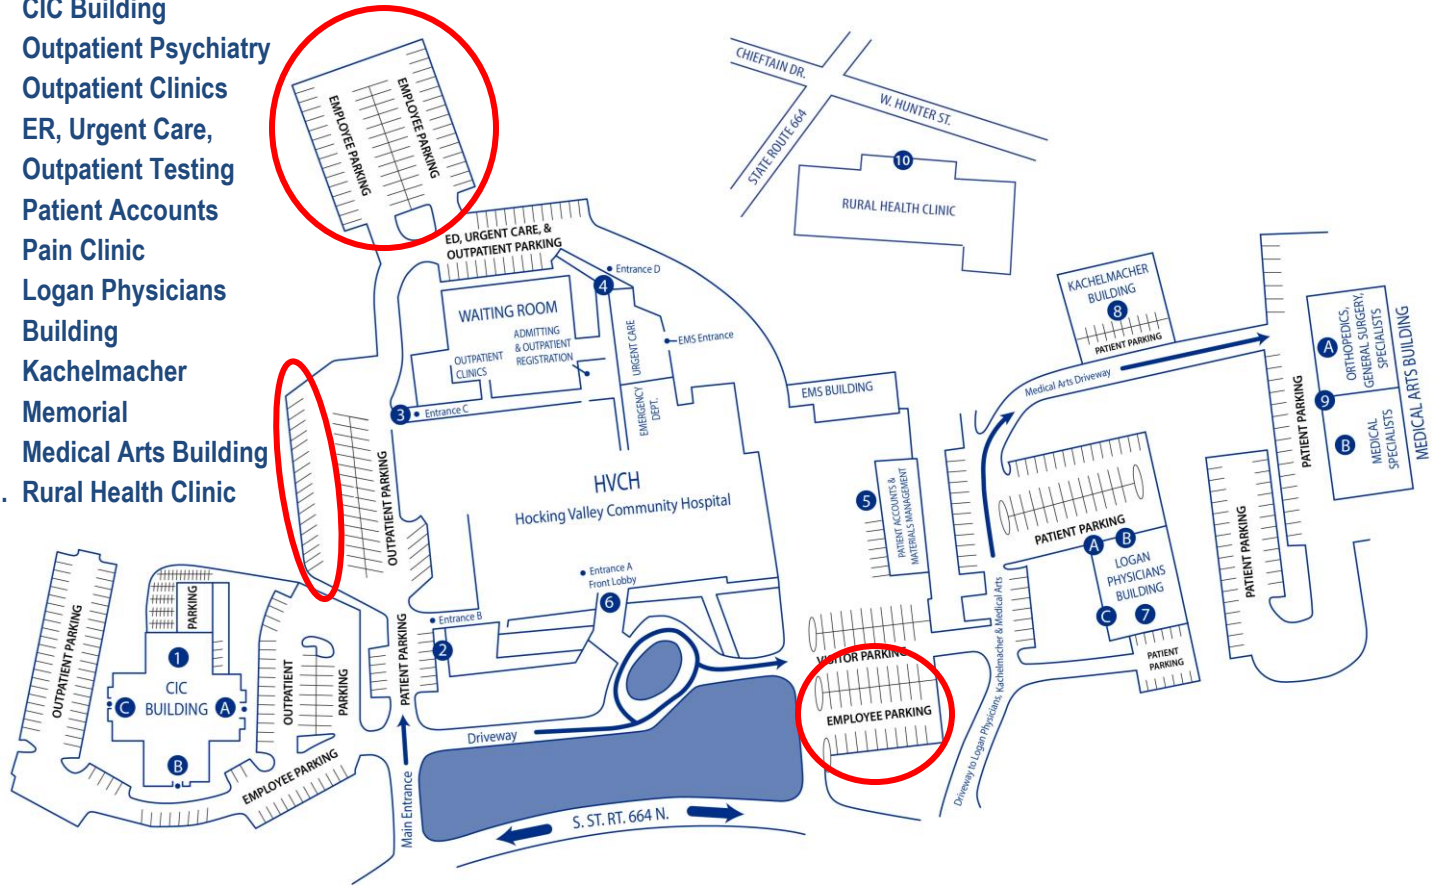 CIC Building
Outpatient Psychiatry
Outpatient Clinics
ER, Urgent Care,
Outpatient Testing
Patient Accounts
Pain Clinic
Logan Physicians
Building
Kachelmacher
Memorial
Medical Arts Building
. Rural Health Clinic
EMPLOYEE PARKING
EMPLOYEE PARKING
CHIEFTAIN DR.
W. HUNTER ST.
STATE ROUTE 664
10
RURAL HEALTH CLINIC
ED, URGENT CARE, &
OUTPATIENT PARKING
Entrance D
4
WAITING ROOM
ADMITTING
& OUTPATIENT
REGISTRATION
OUTPATIENT
CLINICS
URGENT CARE
EMS Entrance
EMERGENCY
DEPT.
3
Entrance C
EMS BUILDING
KACHELMACHER
BUILDING
8
PATIENT PARKING
Medical Arts Driveway
PATIENT PARKING
A
ORTHOPEDICS,
GENERAL SURGERY,
SPECIALISTS
9
B
MEDICAL
SPECIALISTS
MEDICAL ARTS BUILDING
OUTPATIENT PARKING
HVCH
Hocking Valley Community Hospital
5
PATIENT ACCOUNTS &
MATERIALS MANAGEMENT
PATIENT PARKING
A
B
LOGAN
PHYSICIANS
BUILDING
C
7
PATIENT
PARKING
PATIENT PARKING
Entrance A
Front Lobby
6
Entrance B
2
PATIENT PARKING
OUTPATIENT PARKING
PARKING
1
CIC
BUILDING
C
A
B
OUTPATIENT
PARKING
EMPLOYEE PARKING
VISITOR PARKING
EMPLOYEE PARKING
Driveway
Main Entrance
S. ST. RT. 664 N.
Driveway to Logan Physicians, Kachelmacher & Medical Arts